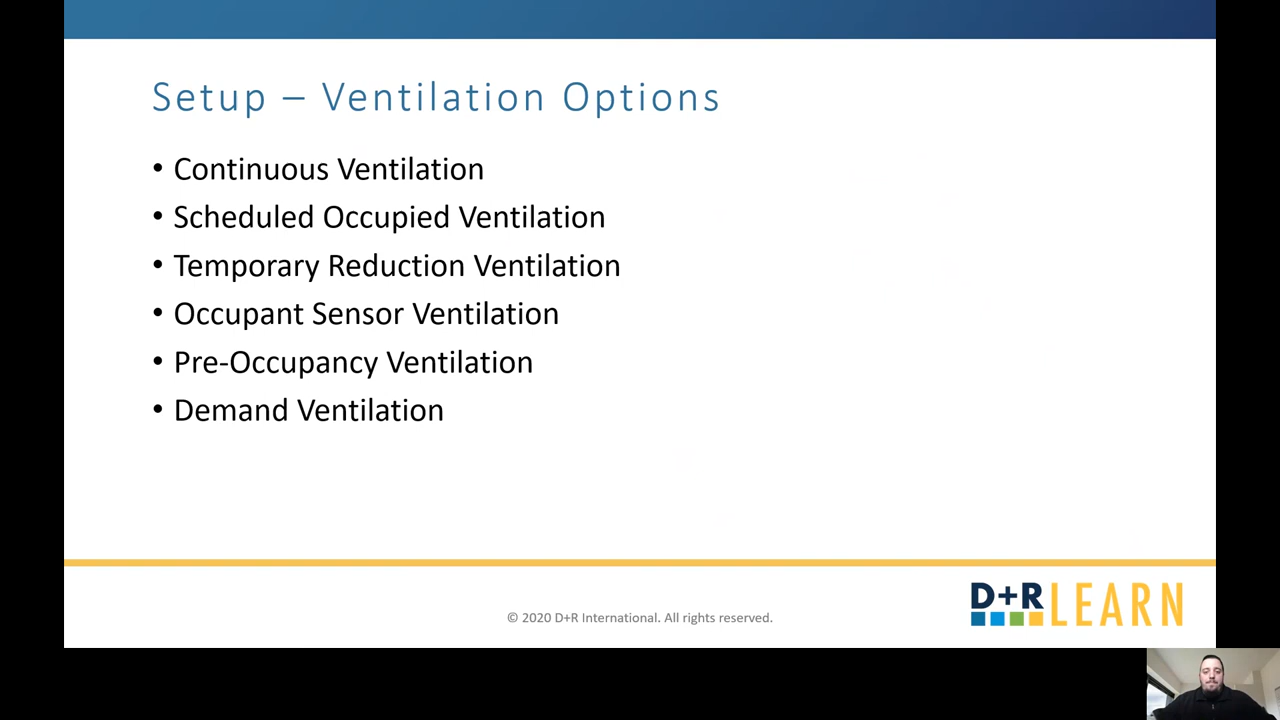 Setup – Ventilation Options
• Continuous Ventilation
• Scheduled Occupied Ventilation
• Temporary Reduction Ventilation
• Occupant Sensor Ventilation
• Pre-Occupancy Ventilation
• Demand Ventilation
© 2020 D+R International. All rights reserved.
D+R LEARN